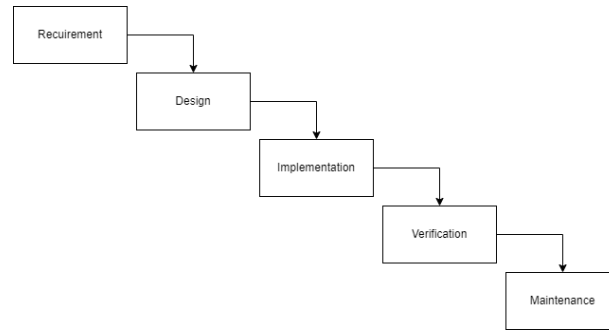 Recuirement
Design
Implementation
Verification
Maintenance